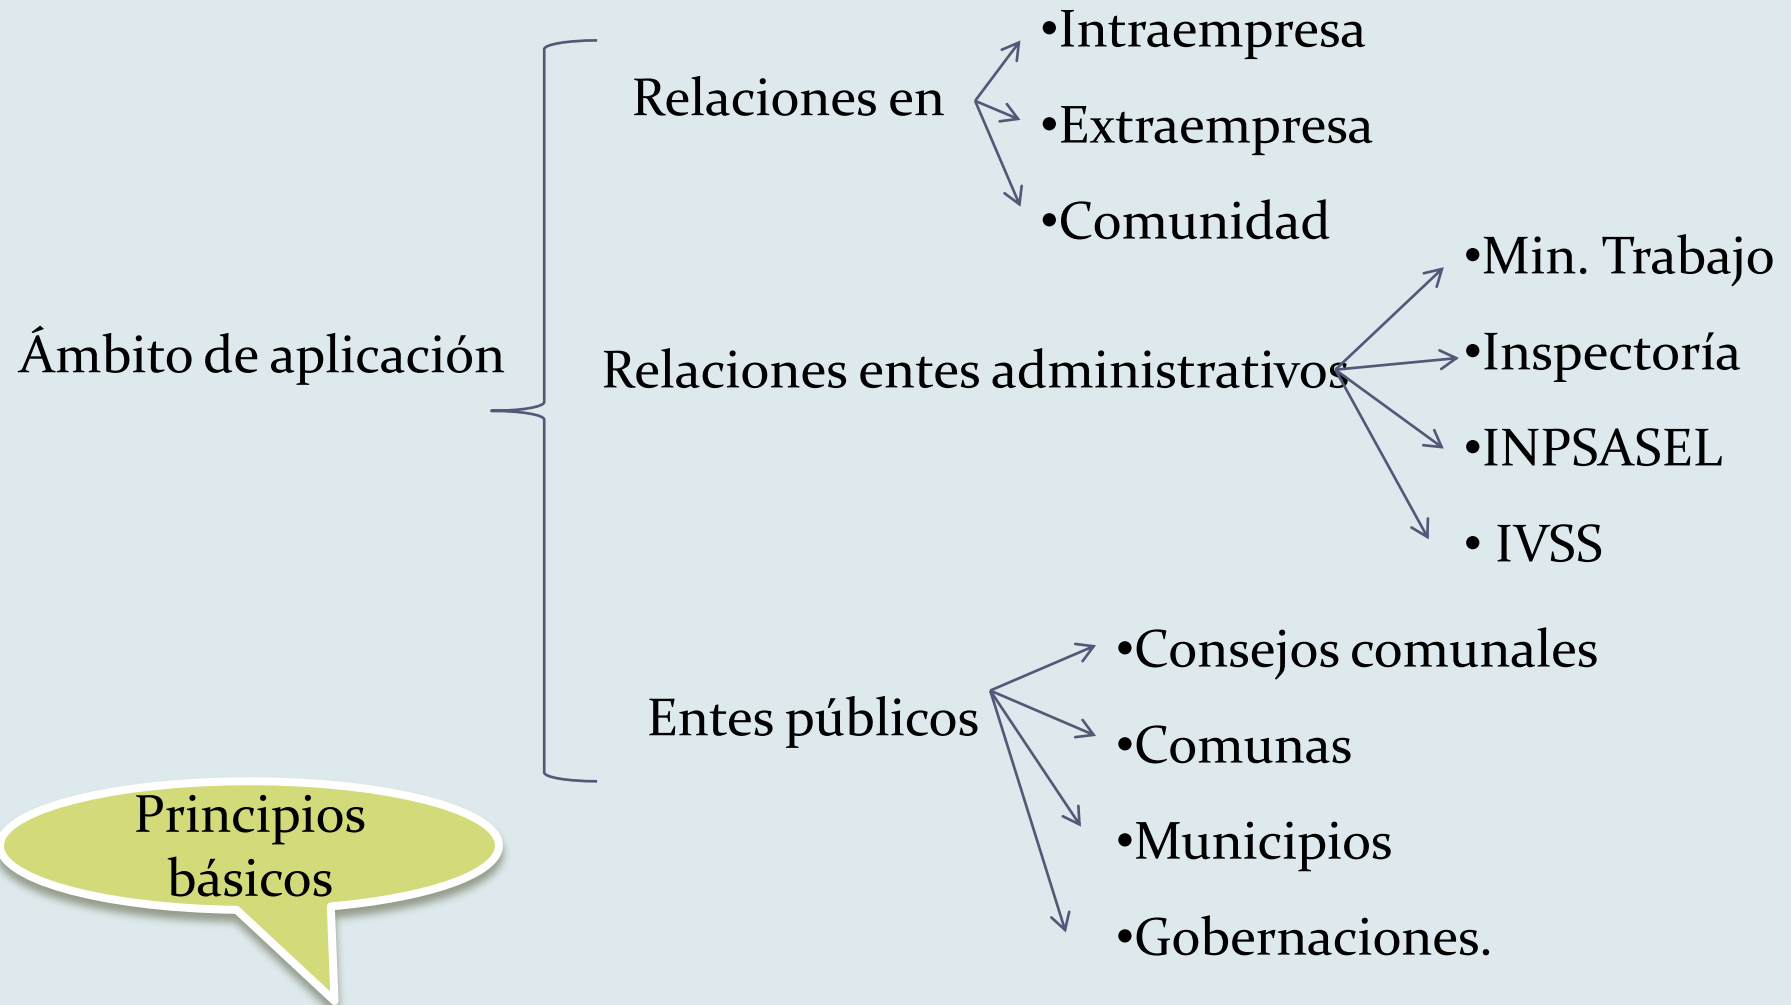 Ámbito de aplicación
Relaciones en
•Intraempresa
•Extraempresa
•Comunidad
Relaciones entes administrativos
•Min. Trabajo
•Inspectoría
•INPSASEL
• IVSS
Entes públicos
•Consejos comunales
•Comunas
•Municipios
•Gobernaciones.
Principios
básicos